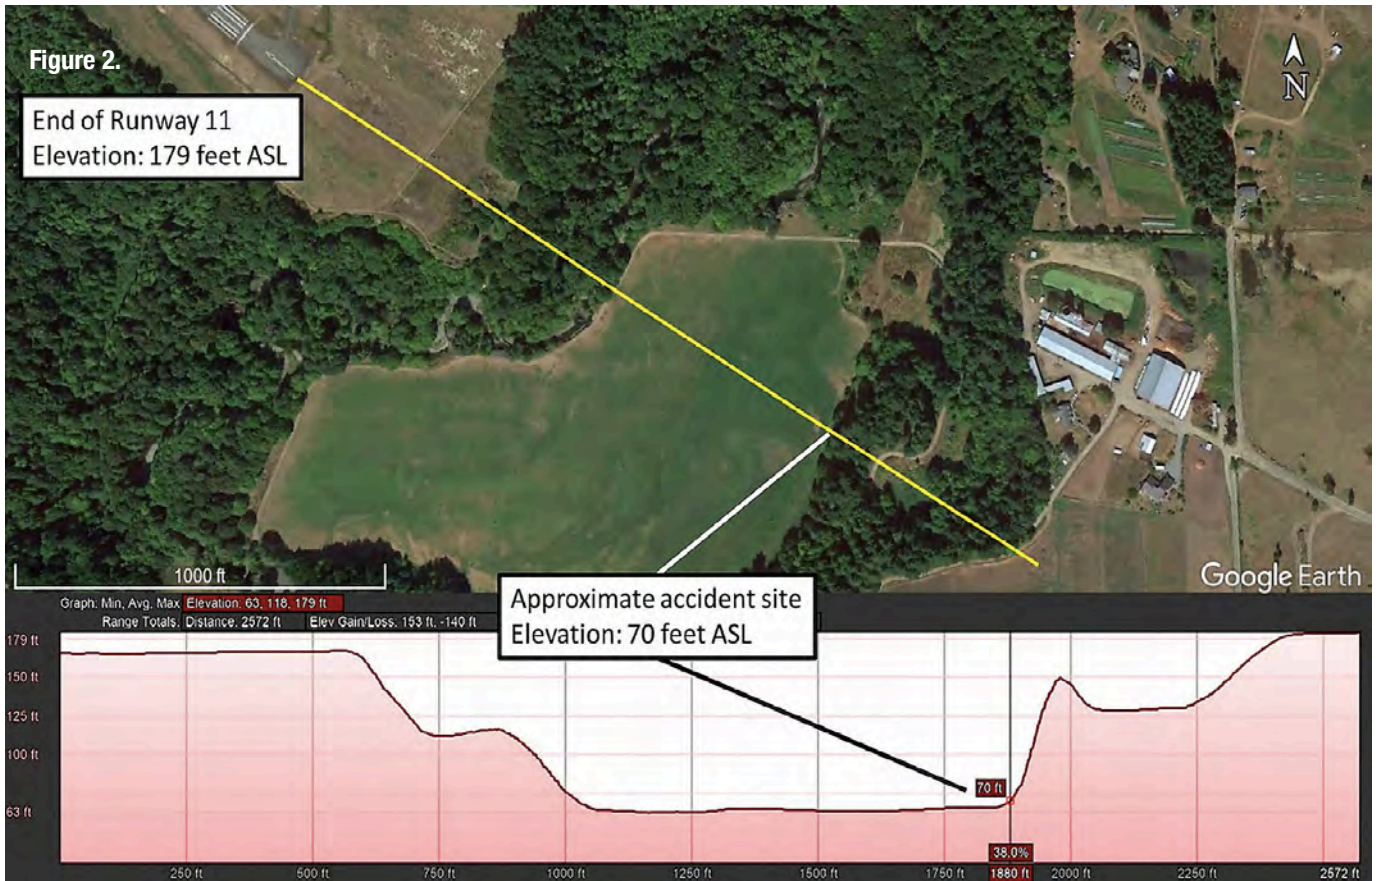 Figure 2.
N
End of Runway 11
Elevation: 179 feet ASL
1000 ft
Google Earth
Approximate accident site
Elevation: 70 feet ASL
Graph: Min, Avg, Max Elevation: 63, 118, 179 ft
Range Totals: Distance: 2572 ft Elev Gain/Loss: 153 ft, -140 ft
179 ft
150 ft
125 ft
100 ft
63 ft
70 ft
38.0%
250 ft 500 ft 750 ft 1000 ft 1250 ft 1500 ft 1750 ft 1880 ft 2000 ft 2250 ft 2572 ft